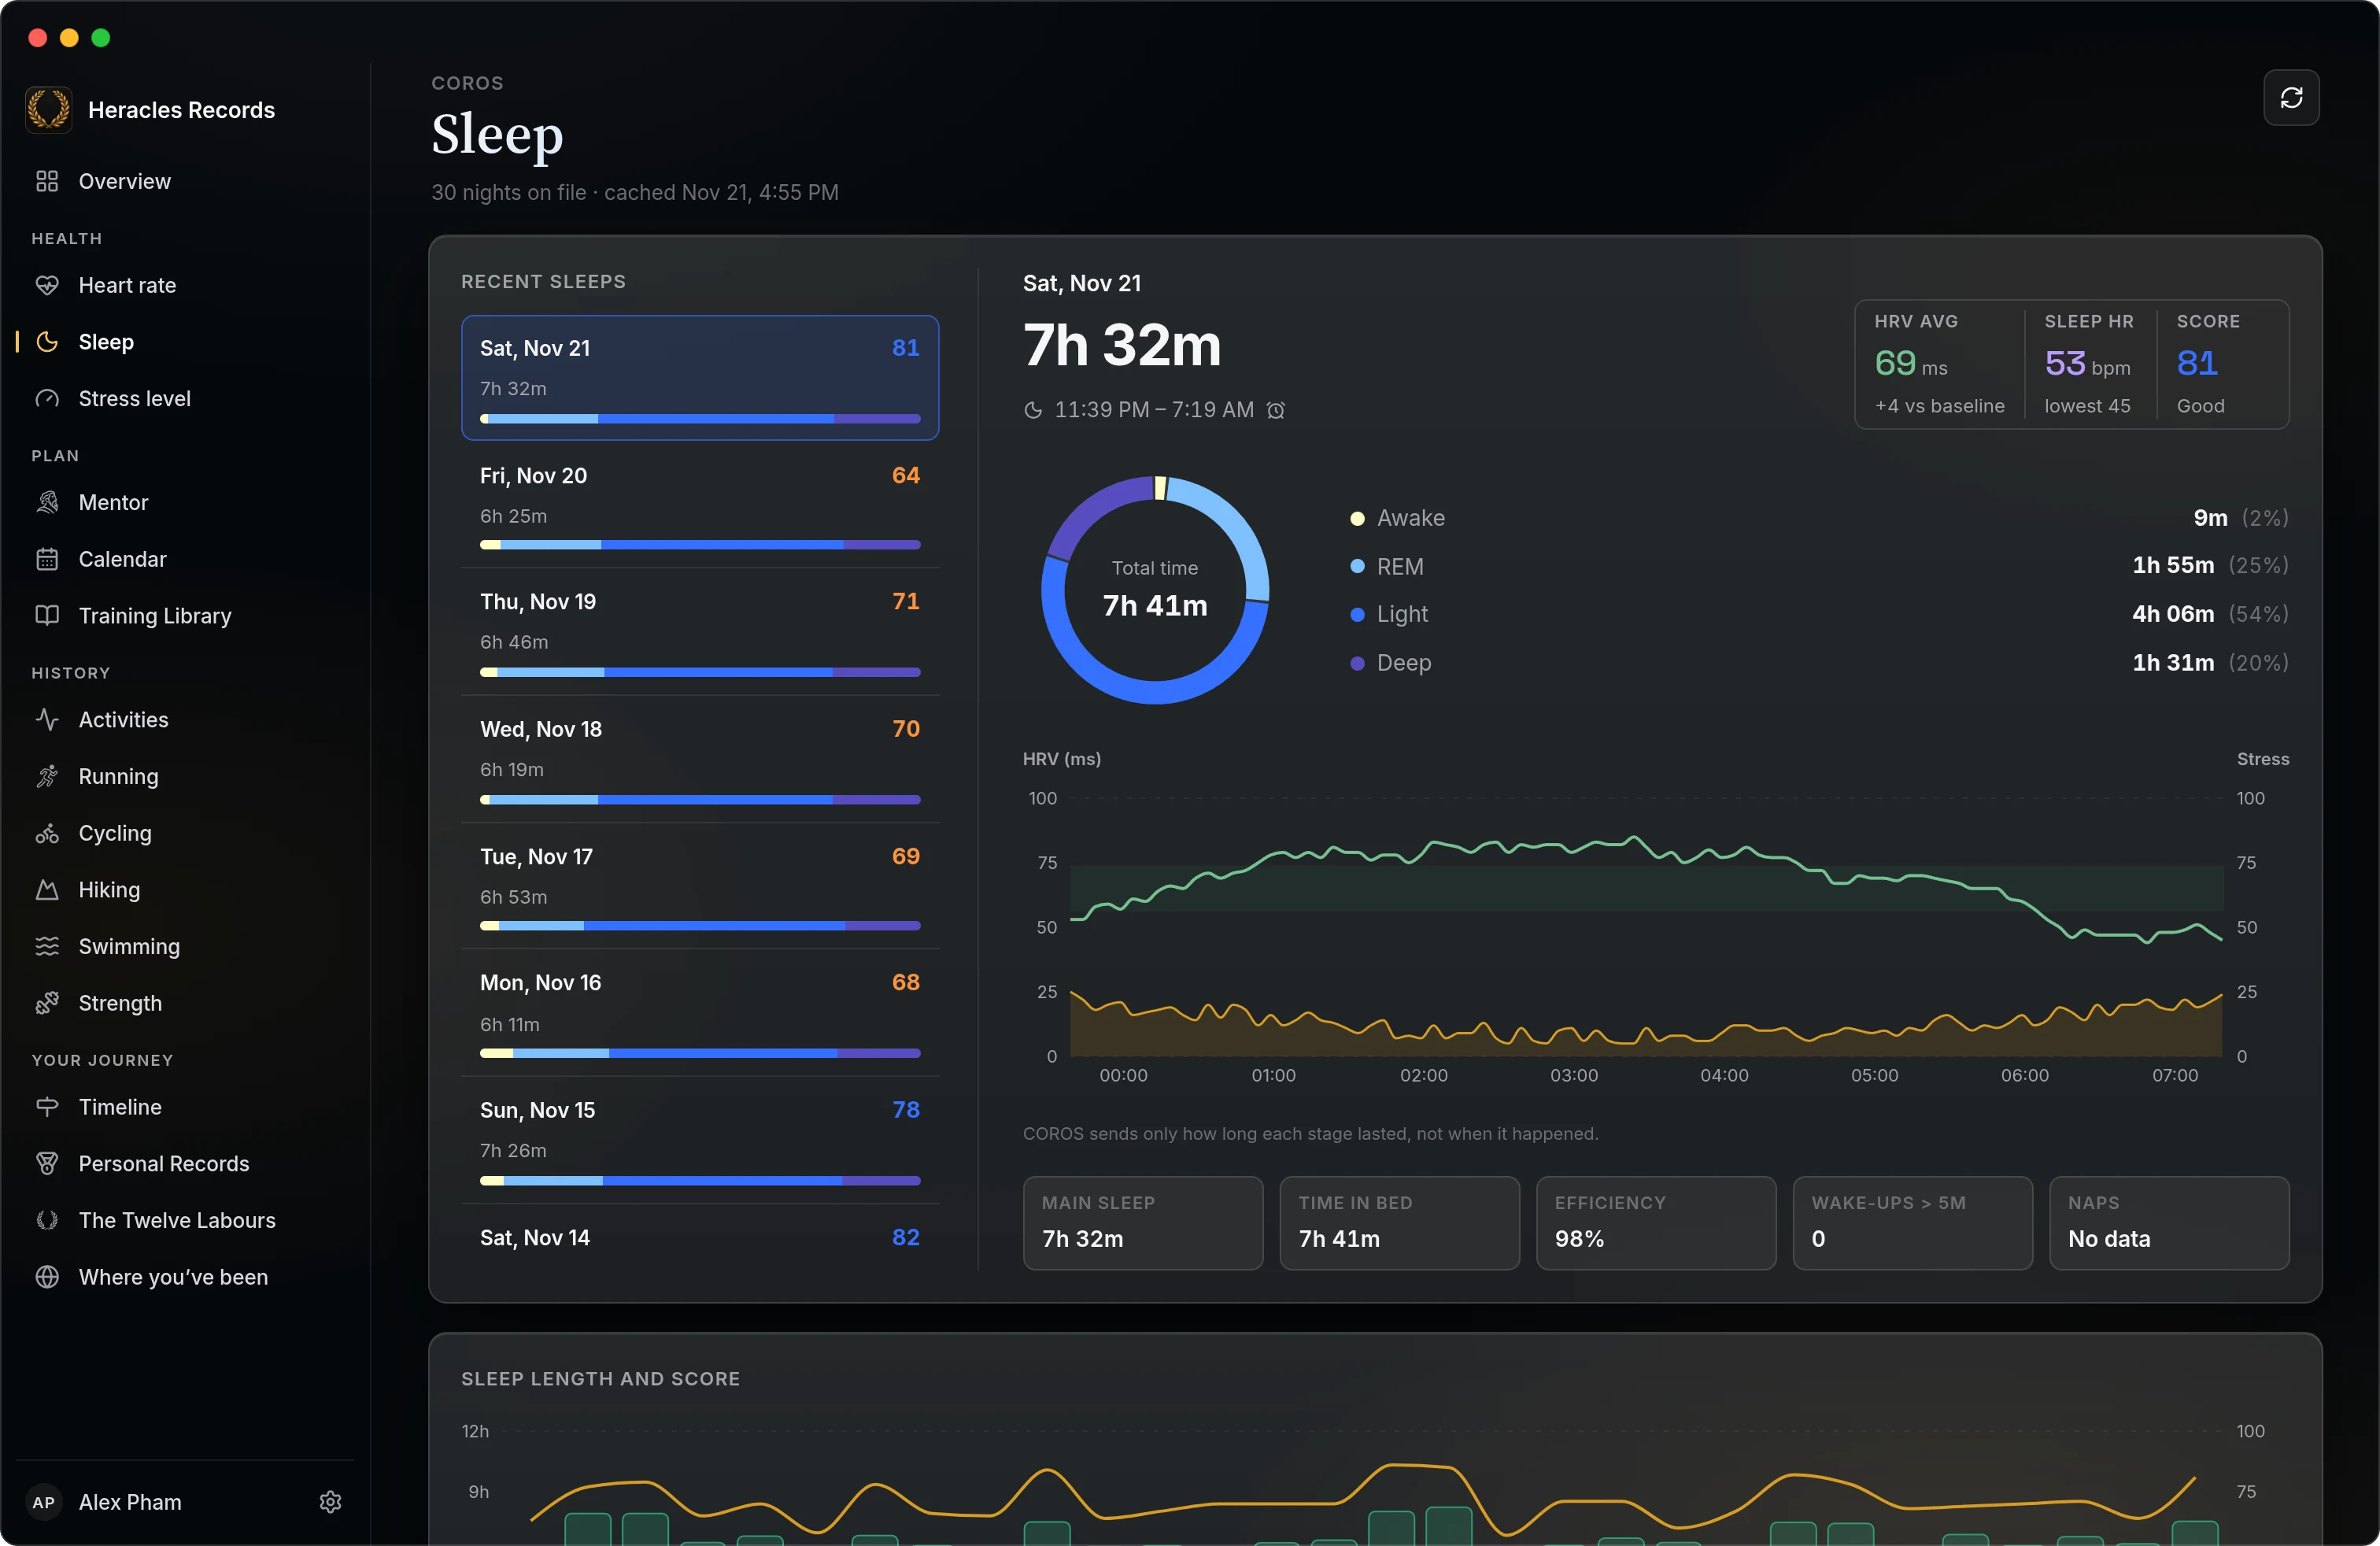 Heracles Records
Overview
HEALTH
Heart rate
Sleep
Stress level
PLAN
Mentor
Calendar
Training Library
HISTORY
Activities
Running
Cycling
Hiking
Swimming
Strength
YOUR JOURNEY
Timeline
Personal Records
The Twelve Labours
Where you’ve been
AP Alex Pham
COROS
Sleep
30 nights on file · cached Nov 21, 4:55 PM
RECENT SLEEPS
Sat, Nov 21 81
7h 32m
Fri, Nov 20 64
6h 25m
Thu, Nov 19 71
6h 46m
Wed, Nov 18 70
6h 19m
Tue, Nov 17 69
6h 53m
Mon, Nov 16 68
6h 11m
Sun, Nov 15 78
7h 26m
Sat, Nov 14 82
Sat, Nov 21
7h 32m
11:39 PM – 7:19 AM
HRV AVG
69 ms
+4 vs baseline
SLEEP HR
53 bpm
lowest 45
SCORE
81
Good
Total time
7h 41m
Awake 9m (2%)
REM 1h 55m (25%)
Light 4h 06m (54%)
Deep 1h 31m (20%)
HRV (ms) Stress
100 100
75 75
50 50
25 25
0 0
00:00 01:00 02:00 03:00 04:00 05:00 06:00 07:00
COROS sends only how long each stage lasted, not when it happened.
MAIN SLEEP
7h 32m
TIME IN BED
7h 41m
EFFICIENCY
98%
WAKE-UPS > 5M
0
NAPS
No data
SLEEP LENGTH AND SCORE
12h 100
9h 75